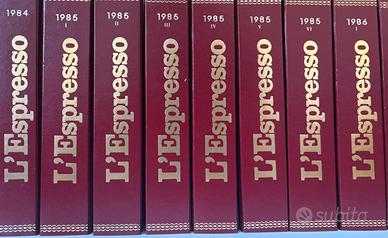 1984
L'Espresso
1985
I
L'Espresso
1985
II
L'Espresso
1985
III
L'Espresso
1985
IV
L'Espresso
1985
V
L'Espresso
1985
VI
L'Espresso
1986
I
L'Espresso
subito